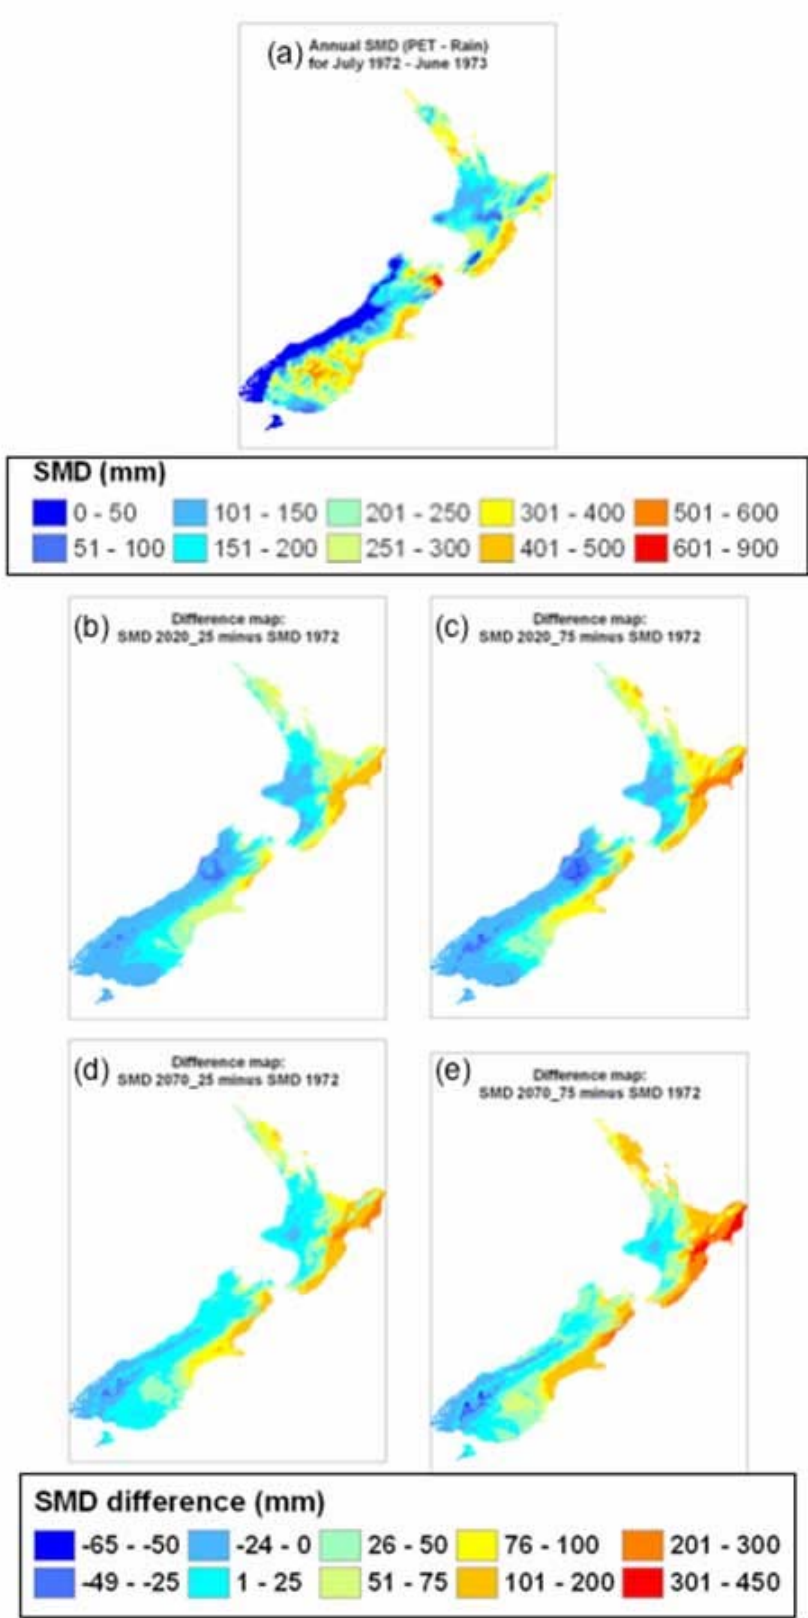 (a) Annual SMD (PET - Rain)
for July 1972 - June 1973
SMD (mm)
0 - 50 101 - 150 201 - 250 301 - 400 501 - 600
51 - 100 151 - 200 251 - 300 401 - 500 601 - 900
(b) Difference map:
SMD 2020_25 minus SMD 1972
(c) Difference map:
SMD 2020_75 minus SMD 1972
(d) Difference map:
SMD 2070_25 minus SMD 1972
(e) Difference map:
SMD 2070_75 minus SMD 1972
SMD difference (mm)
-65 - -50 -24 - 0 26 - 50 76 - 100 201 - 300
-49 - -25 1 - 25 51 - 75 101 - 200 301 - 450